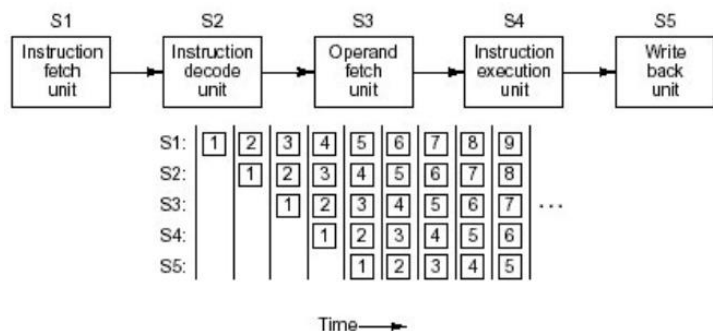 S1 S2 S3 S4 S5
Instruction fetch unit
Instruction decode unit
Operand fetch unit
Instruction execution unit
Write back unit
S1: 1 2 3 4 5 6 7 8 9
S2: 1 2 3 4 5 6 7 8
S3: 1 2 3 4 5 6 7 ...
S4: 1 2 3 4 5 6
S5: 1 2 3 4 5
Time